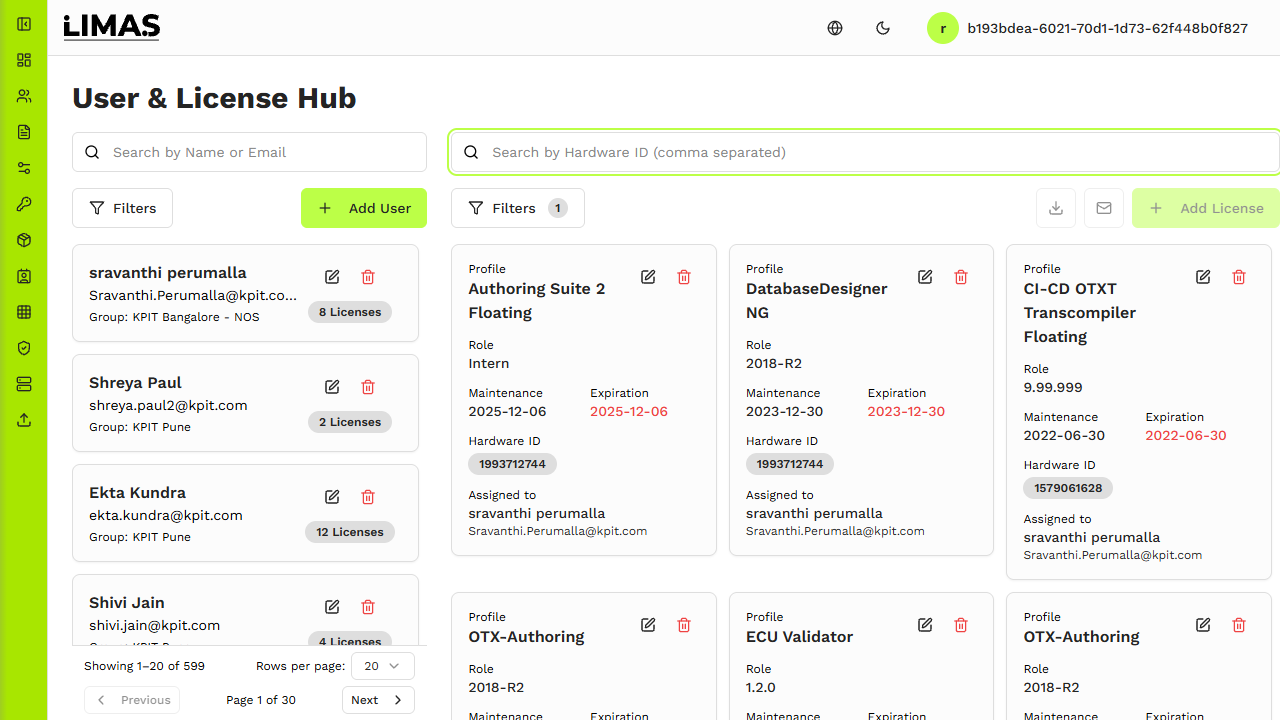 LIMAS
r
b193bdea-6021-70d1-1d73-62f448b0f827
User & License Hub
Search by Name or Email
Search by Hardware ID (comma separated)
Filters
Add User
Filters
1
Add License
sravanthi perumalla
Sravanthi.Perumalla@kpit.co...
Group: KPIT Bangalore - NOS
8 Licenses
Shreya Paul
shreya.paul2@kpit.com
Group: KPIT Pune
2 Licenses
Ekta Kundra
ekta.kundra@kpit.com
Group: KPIT Pune
12 Licenses
Shivi Jain
shivi.jain@kpit.com
4 Licenses
Showing 1–20 of 599
Rows per page:
20
Previous
Page 1 of 30
Next
Profile
Authoring Suite 2
Floating
Role
Intern
Maintenance
Expiration
2025-12-06
2025-12-06
Hardware ID
1993712744
Assigned to
sravanthi perumalla
Sravanthi.Perumalla@kpit.com
Profile
DatabaseDesigner
NG
Role
2018-R2
Maintenance
Expiration
2023-12-30
2023-12-30
Hardware ID
1993712744
Assigned to
sravanthi perumalla
Sravanthi.Perumalla@kpit.com
Profile
CI-CD OTXT
Transcompiler
Floating
Role
9.99.999
Maintenance
Expiration
2022-06-30
2022-06-30
Hardware ID
1579061628
Assigned to
sravanthi perumalla
Sravanthi.Perumalla@kpit.com
Profile
OTX-Authoring
Role
2018-R2
Maintenance
Expiration
Profile
ECU Validator
Role
1.2.0
Maintenance
Expiration
Profile
OTX-Authoring
Role
2018-R2
Maintenance
Expiration